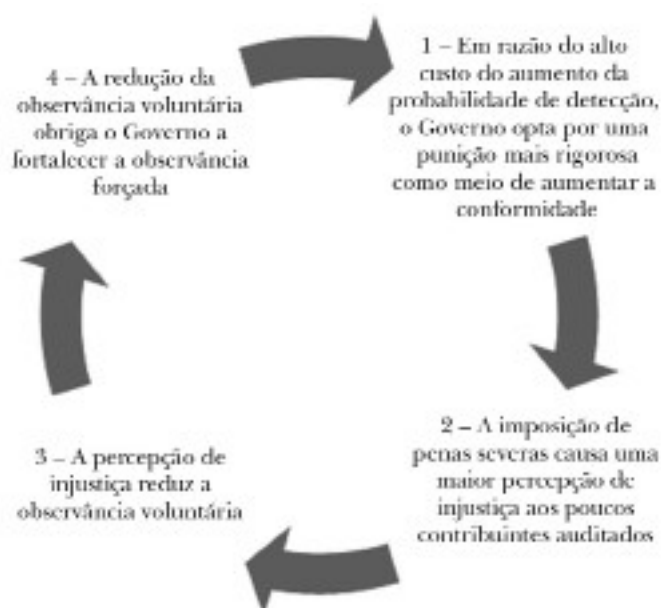 1 – Em razão do alto
custo do aumento da
probabilidade de detecção,
o Governo opta por uma
punição mais rigorosa
como meio de aumentar a
conformidade
2 – A imposição de
penas severas causa uma
maior percepção de
injustiça aos poucos
contribuintes auditados
3 – A percepção de
injustiça reduz a
observância voluntária
4 – A redução da
observância voluntária
obriga o Governo a
fortalecer a observância
forçada